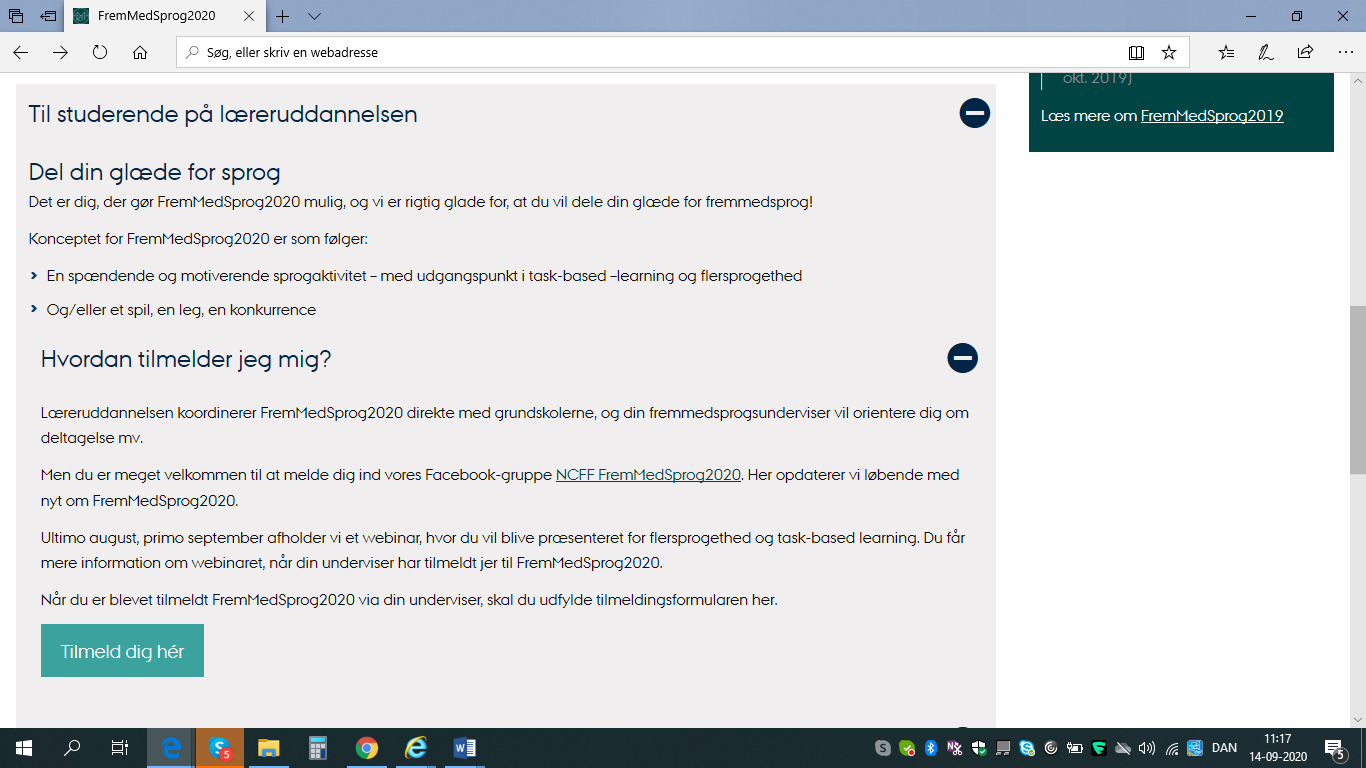 FremMedSprog2020
Søg, eller skriv en webadresse
okt. 2019)
Læs mere om FremMedSprog2019
Til studerende på læreruddannelsen
Del din glæde for sprog
Det er dig, der gør FremMedSprog2020 mulig, og vi er rigtig glade for, at du vil dele din glæde for fremmedsprog!
Konceptet for FremMedSprog2020 er som følger:
En spændende og motiverende sprogaktivitet – med udgangspunkt i task-based –learning og flersprogethed
Og/eller et spil, en leg, en konkurrence
Hvordan tilmelder jeg mig?
Læreruddannelsen koordinerer FremMedSprog2020 direkte med grundskolerne, og din fremmedsprogsunderviser vil orientere dig om
deltagelse mv.
Men du er meget velkommen til at melde dig ind vores Facebook-gruppe NCFF FremMedSprog2020. Her opdaterer vi løbende med
nyt om FremMedSprog2020.
Ultimo august, primo september afholder vi et webinar, hvor du vil blive præsenteret for flersprogethed og task-based learning. Du får
mere information om webinaret, når din underviser har tilmeldt jer til FremMedSprog2020.
Når du er blevet tilmeldt FremMedSprog2020 via din underviser, skal du udfylde tilmeldingsformularen her.
Tilmeld dig hér
5
DAN
11:17
14-09-2020
5